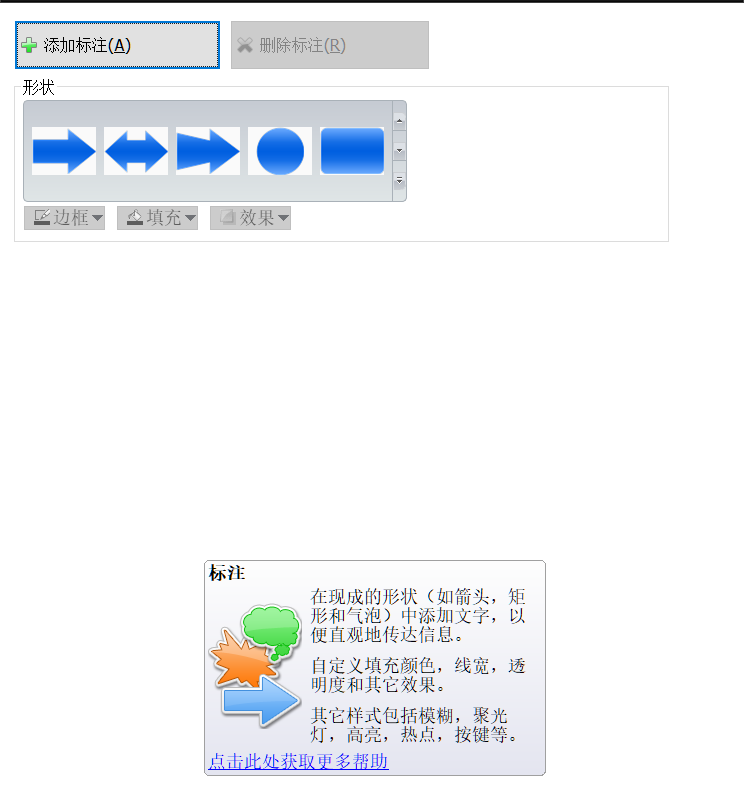 添加标注(A)
删除标注(R)
形状
边框
填充
效果
标注
在现成的形状（如箭头，矩
形和气泡）中添加文字，以
便直观地传达信息。
自定义填充颜色，线宽，透
明度和其它效果。
其它样式包括模糊，聚光
灯，高亮，热点，按键等。
点击此处获取更多帮助